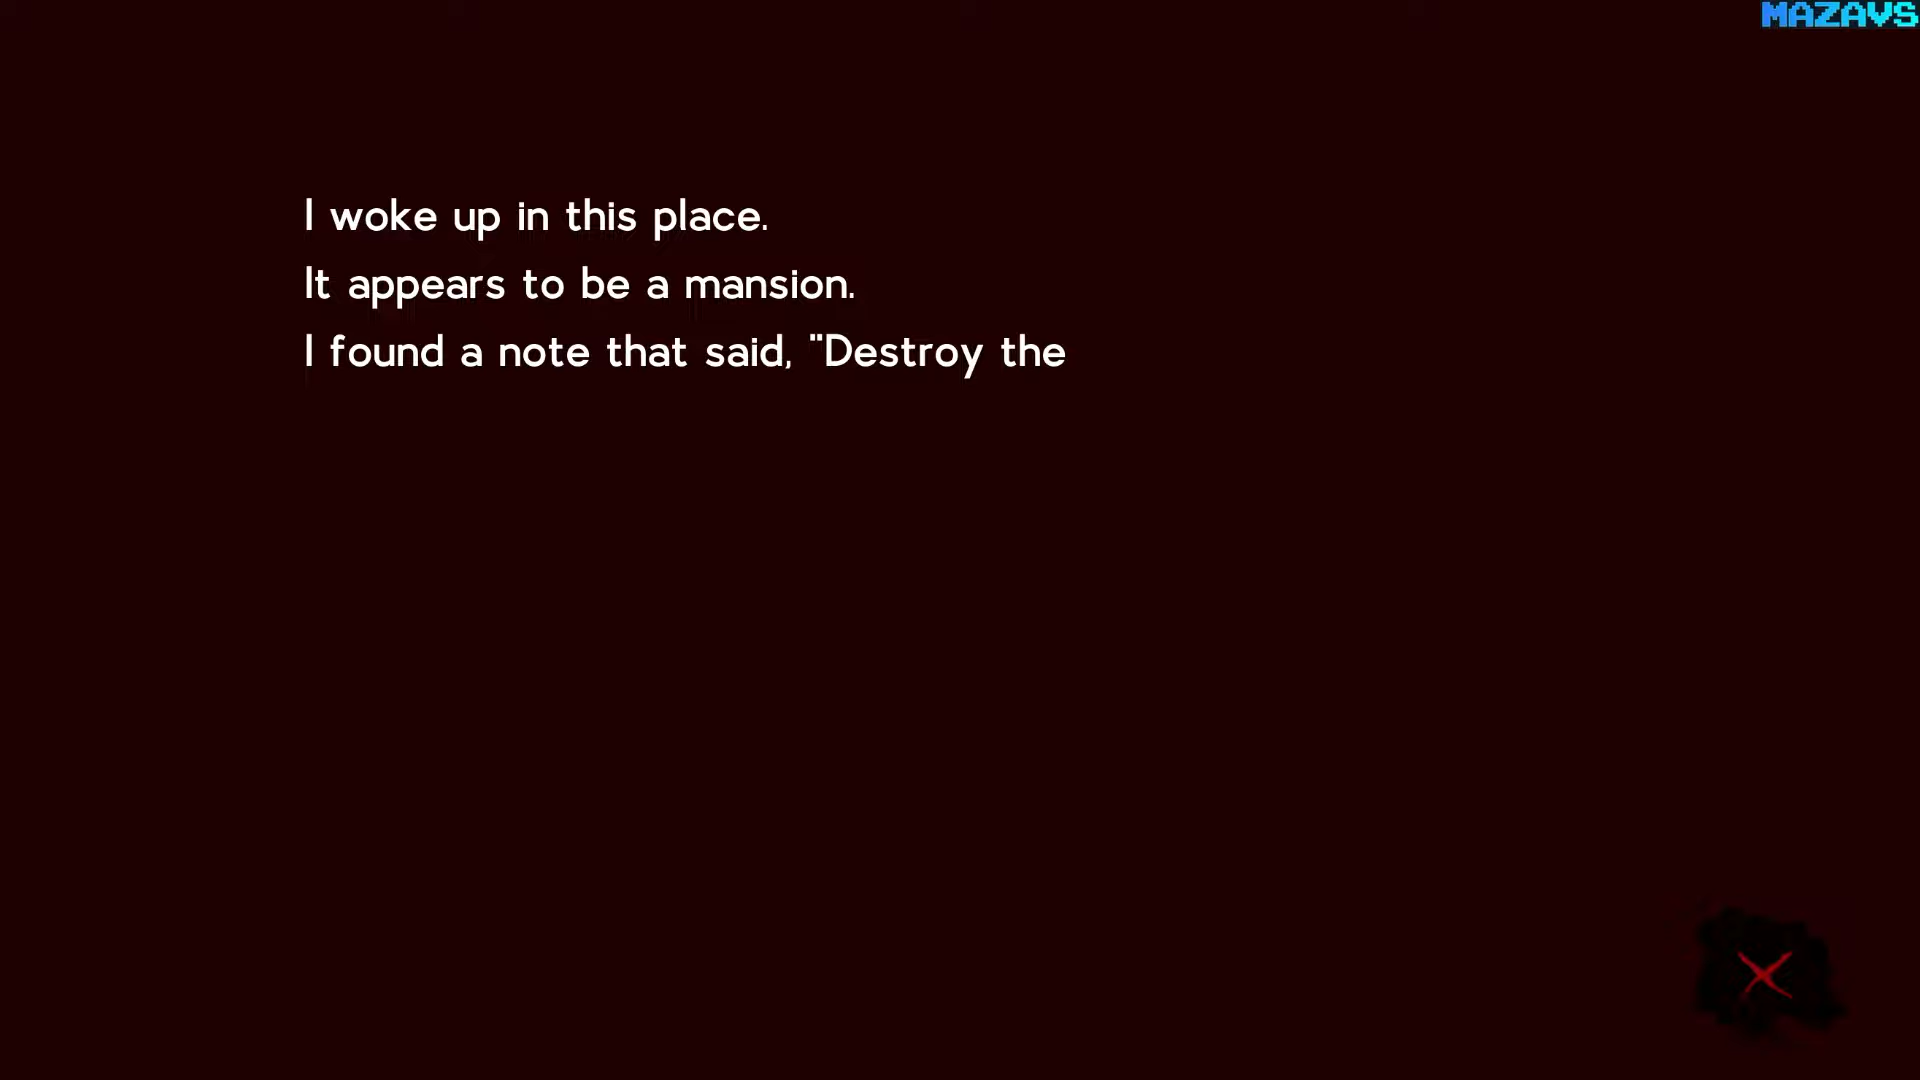 MAZAVS
I woke up in this place.
It appears to be a mansion.
I found a note that said, "Destroy the